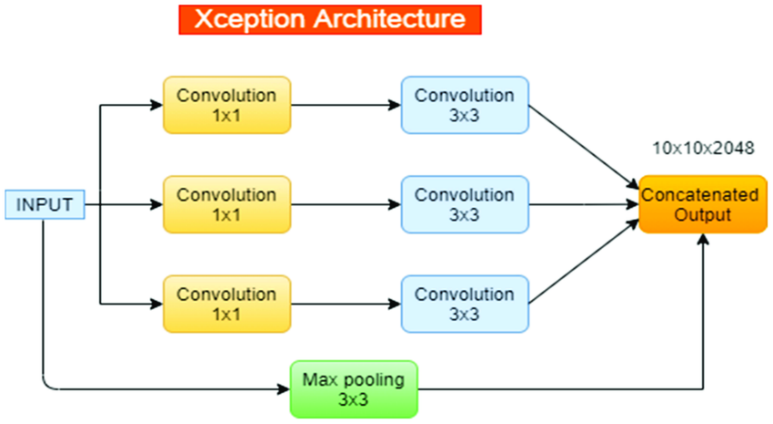 Xception Architecture
Convolution
1x1
Convolution
3x3
10x10x2048
INPUT
Convolution
1x1
Convolution
3x3
Concatenated
Output
Convolution
1x1
Convolution
3x3
Max pooling
3x3